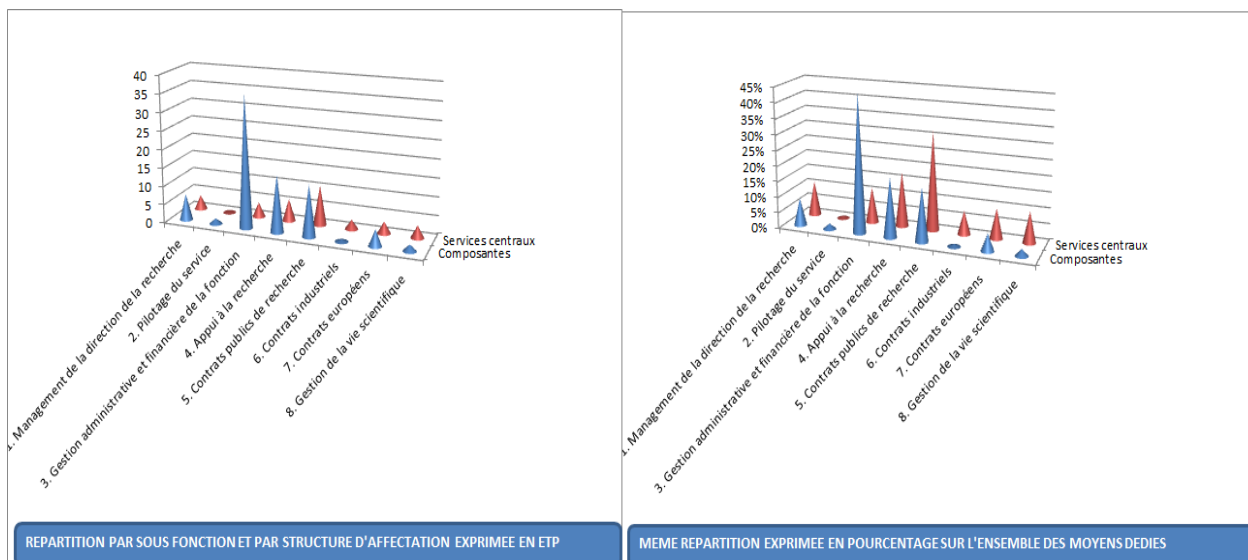 40
35
30
25
20
15
10
5
0
Services centraux
Composantes
1. Management de la direction de la recherche
2. Pilotage du service
3. Gestion administrative et financière de la fonction
4. Appui à la recherche
5. Contrats publics de recherche
6. Contrats industriels
7. Contrats européens
8. Gestion de la vie scientifique
REPARTITION PAR SOUS FONCTION ET PAR STRUCTURE D'AFFECTATION EXPRIMEE EN ETP
45%
40%
35%
30%
25%
20%
15%
10%
5%
0%
Services centraux
Composantes
1. Management de la direction de la recherche
2. Pilotage du service
3. Gestion administrative et financière de la fonction
4. Appui à la recherche
5. Contrats publics de recherche
6. Contrats industriels
7. Contrats européens
8. Gestion de la vie scientifique
MEME REPARTITION EXPRIMEE EN POURCENTAGE SUR L'ENSEMBLE DES MOYENS DEDIES